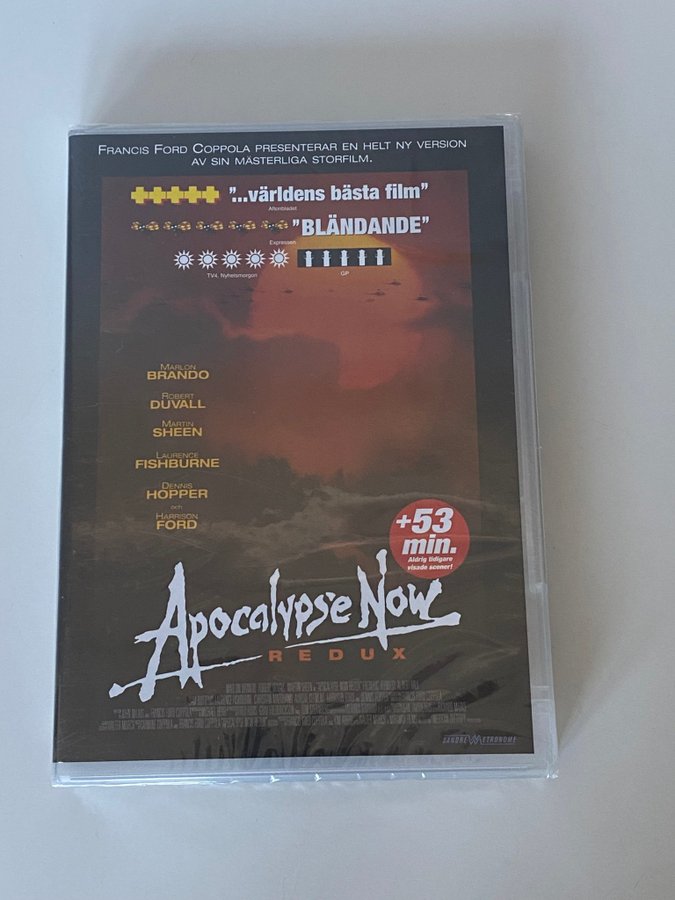 FRANCIS FORD COPPOLA PRESENTERAR EN HELT NY VERSION
AV SIN MÄSTERLIGA STORFILM.
"...världens bästa film"
Aftonbladet
"BLÄNDANDE"
Expressen
TV4, Nyhetsmorgon
GP
MARLON
BRANDO
ROBERT
DUVALL
MARTIN
SHEEN
LAURENCE
FISHBURNE
DENNIS
HOPPER
och
HARRISON
FORD
+53
min.
Aldrig tidigare
visade scener!
Apocalypse Now
REDUX
SANDREW METRONOME